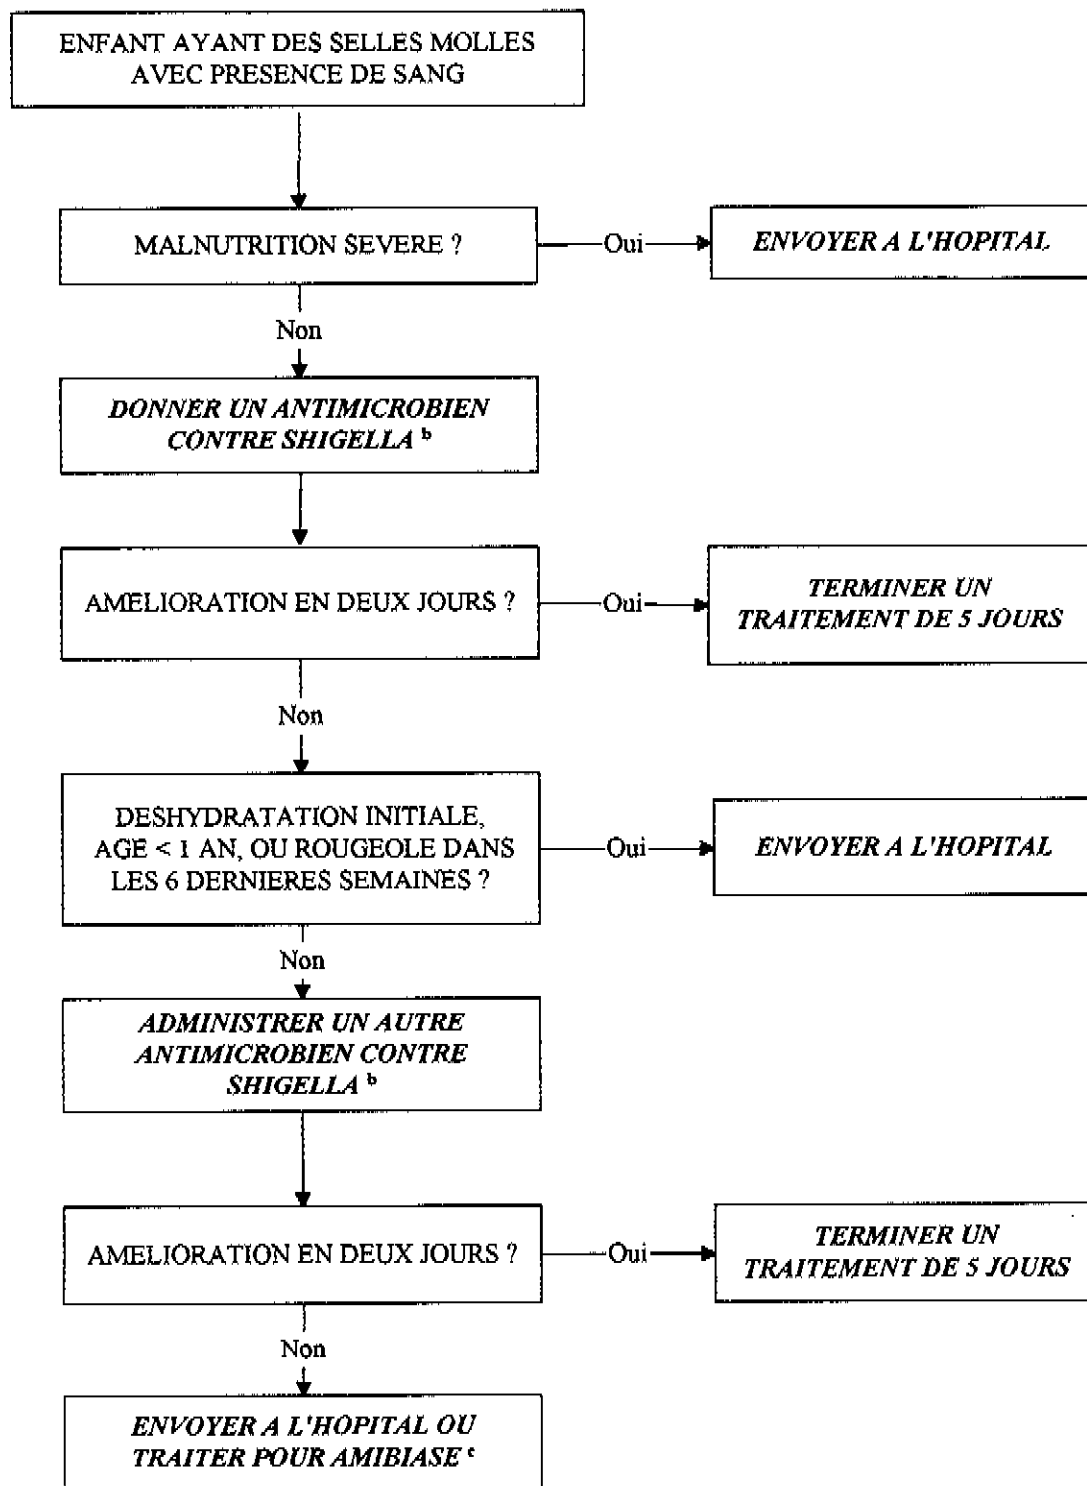 ENFANT AYANT DES SELLES MOLLES
AVEC PRESENCE DE SANG
MALNUTRITION SEVERE ?
Oui
ENVOYER A L'HOPITAL
Non
DONNER UN ANTIMICROBIEN
CONTRE SHIGELLA b
AMELIORATION EN DEUX JOURS ?
Oui
TERMINER UN
TRAITEMENT DE 5 JOURS
Non
DESHYDRATATION INITIALE,
AGE < 1 AN, OU ROUGEOLE DANS
LES 6 DERNIERES SEMAINES ?
Oui
ENVOYER A L'HOPITAL
Non
ADMINISTRER UN AUTRE
ANTIMICROBIEN CONTRE
SHIGELLA b
AMELIORATION EN DEUX JOURS ?
Oui
TERMINER UN
TRAITEMENT DE 5 JOURS
Non
ENVOYER A L'HOPITAL OU
TRAITER POUR AMIBIASE c